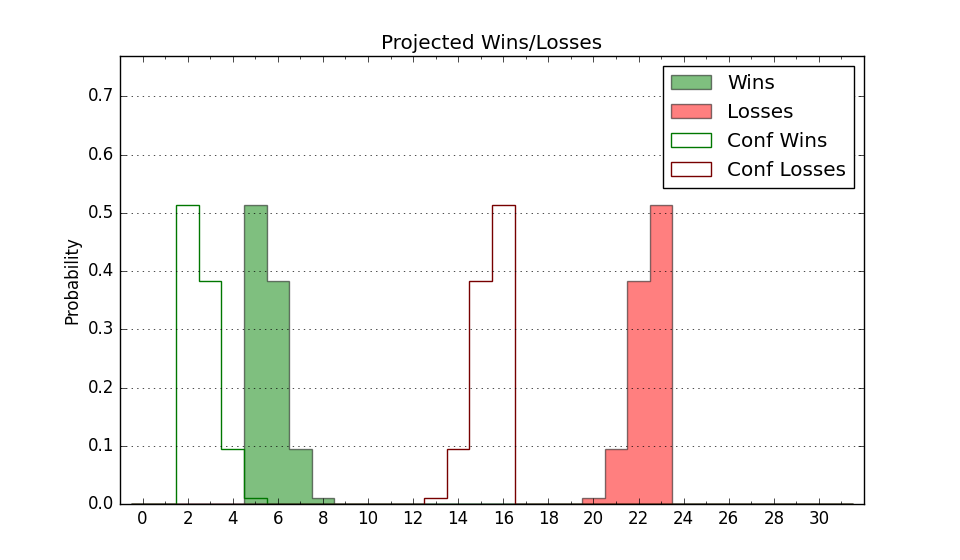 Projected Wins/Losses
Wins
Losses
Conf Wins
Conf Losses
Probability
0.7
0.6
0.5
0.4
0.3
0.2
0.1
0.0
0 2 4 6 8 10 12 14 16 18 20 22 24 26 28 30